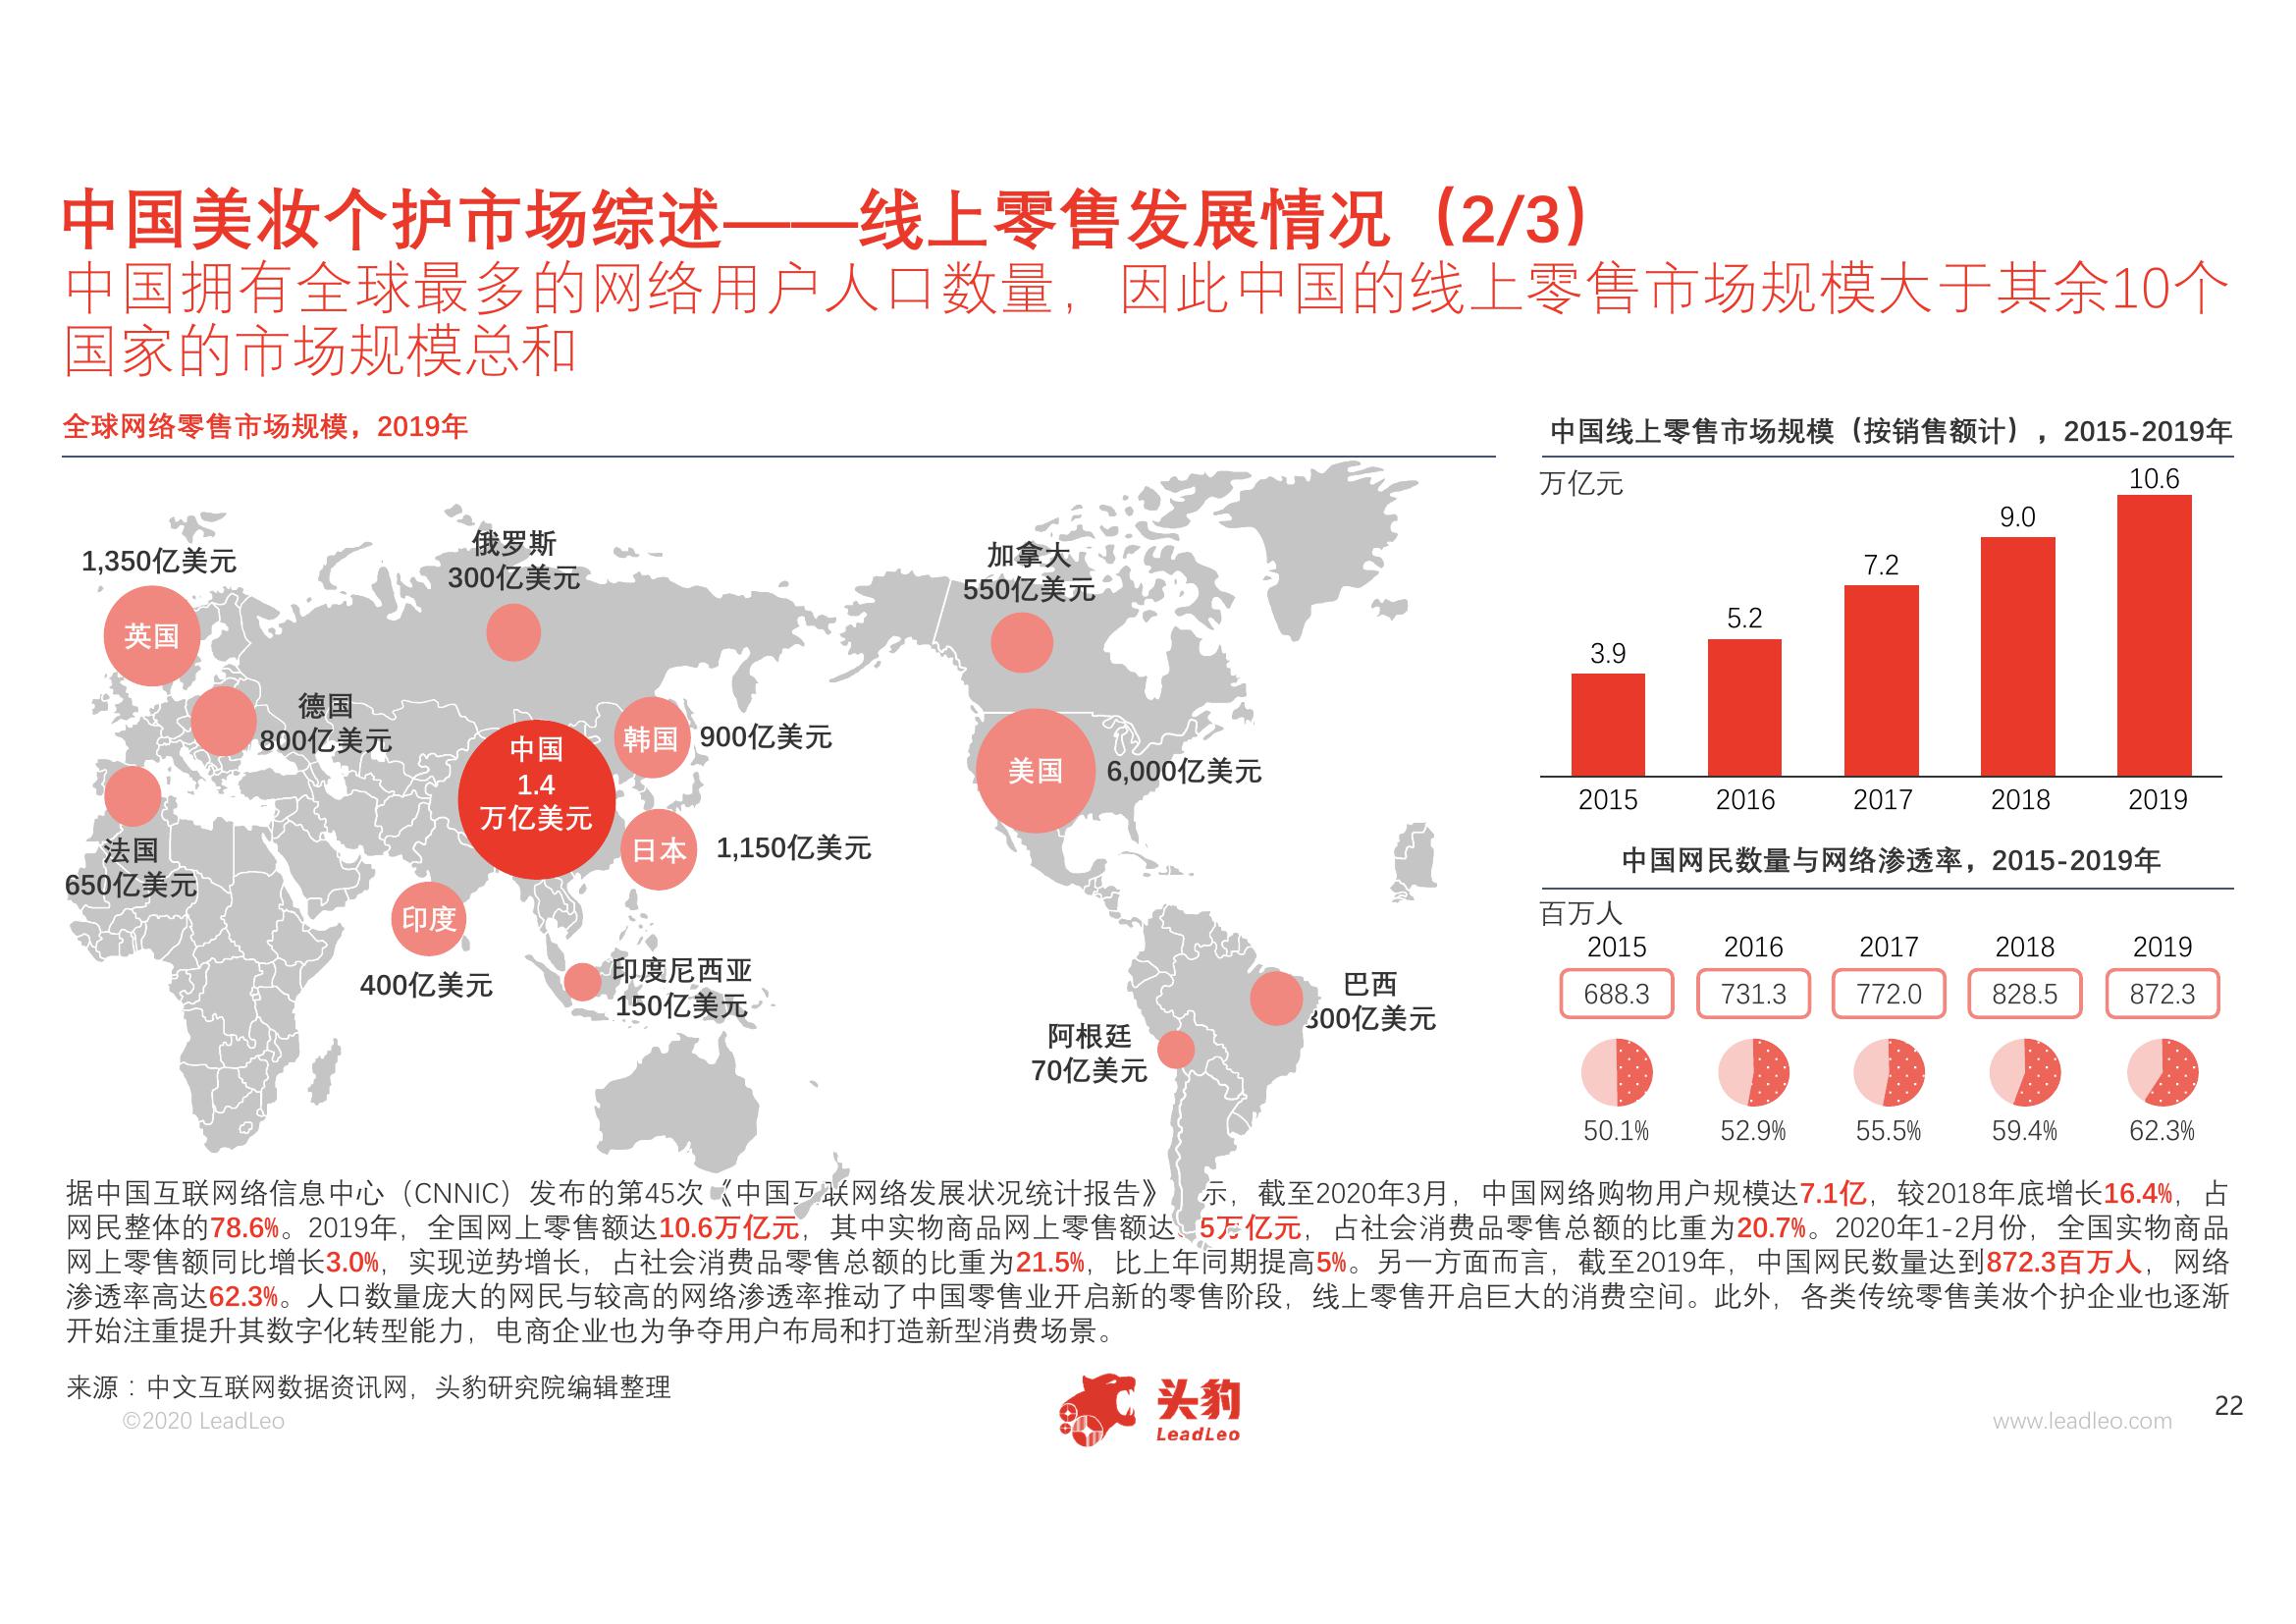 中国美妆个护市场综述——线上零售发展情况（2/3）
中国拥有全球最多的网络用户人口数量，因此中国的线上零售市场规模大于其余10个
国家的市场规模总和
全球网络零售市场规模，2019年
1,350亿美元
英国
俄罗斯
300亿美元
加拿大
550亿美元
德国
800亿美元
中国
1.4
万亿美元
韩国
900亿美元
美国
6,000亿美元
日本
1,150亿美元
法国
650亿美元
印度
400亿美元
印度尼西亚
150亿美元
巴西
300亿美元
阿根廷
70亿美元
中国线上零售市场规模（按销售额计），2015-2019年
万亿元
3.9
5.2
7.2
9.0
10.6
2015 2016 2017 2018 2019
中国网民数量与网络渗透率，2015-2019年
百万人
2015 2016 2017 2018 2019
688.3 731.3 772.0 828.5 872.3
50.1% 52.9% 55.5% 59.4% 62.3%
据中国互联网络信息中心（CNNIC）发布的第45次《中国互联网络发展状况统计报告》示，截至2020年3月，中国网络购物用户规模达7.1亿，较2018年底增长16.4%，占
网民整体的78.6%。2019年，全国网上零售额达10.6万亿元，其中实物商品网上零售额达5万亿元，占社会消费品零售总额的比重为20.7%。2020年1-2月份，全国实物商品
网上零售额同比增长3.0%，实现逆势增长，占社会消费品零售总额的比重为21.5%，比上年同期提高5%。另一方面而言，截至2019年，中国网民数量达到872.3百万人，网络
渗透率高达62.3%。人口数量庞大的网民与较高的网络渗透率推动了中国零售业开启新的零售阶段，线上零售开启巨大的消费空间。此外，各类传统零售美妆个护企业也逐渐
开始注重提升其数字化转型能力，电商企业也为争夺用户布局和打造新型消费场景。
来源：中文互联网数据资讯网，头豹研究院编辑整理
©2020 LeadLeo
头豹
LeadLeo
www.leadleo.com
22